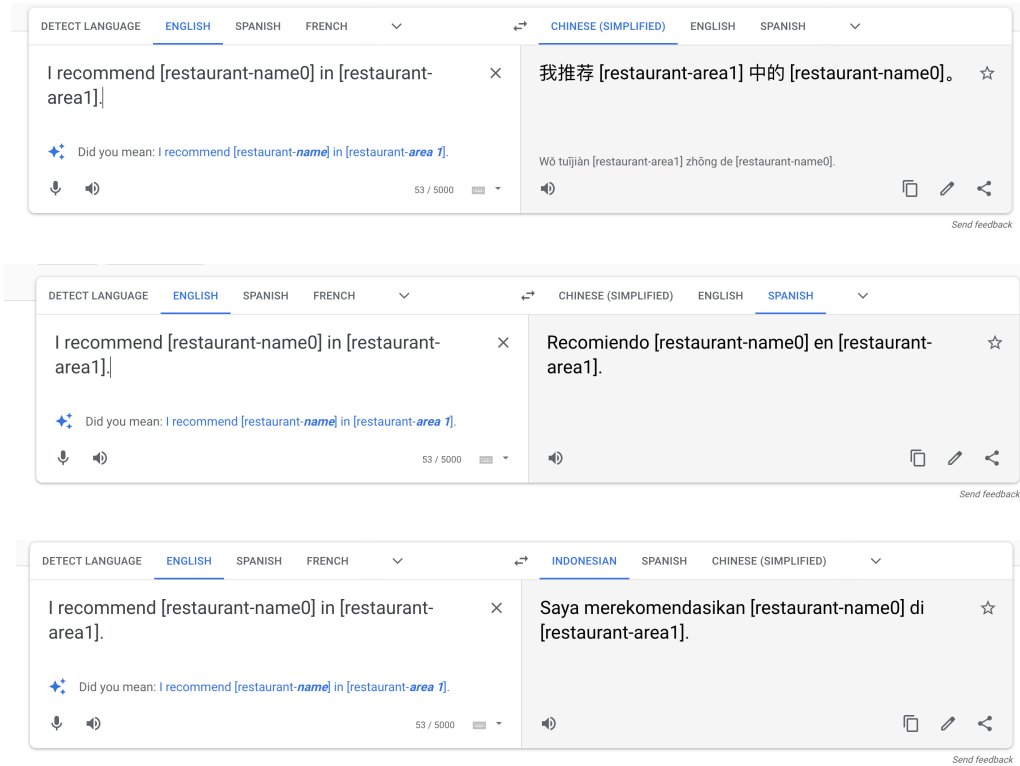 DETECT LANGUAGE ENGLISH SPANISH FRENCH CHINESE (SIMPLIFIED) ENGLISH SPANISH
I recommend [restaurant-name0] in [restaurant-
area1].
我推荐 [restaurant-area1] 中的 [restaurant-name0]。
Did you mean: I recommend [restaurant-name] in [restaurant-area 1].
Wǒ tuījiàn [restaurant-area1] zhōng de [restaurant-name0].
53 / 5000
Send feedback
DETECT LANGUAGE ENGLISH SPANISH FRENCH CHINESE (SIMPLIFIED) ENGLISH SPANISH
I recommend [restaurant-name0] in [restaurant-
area1].
Recomiendo [restaurant-name0] en [restaurant-
area1].
Did you mean: I recommend [restaurant-name] in [restaurant-area 1].
53 / 5000
Send feedback
DETECT LANGUAGE ENGLISH SPANISH FRENCH INDONESIAN SPANISH CHINESE (SIMPLIFIED)
I recommend [restaurant-name0] in [restaurant-
area1].
Saya merekomendasikan [restaurant-name0] di
[restaurant-area1].
Did you mean: I recommend [restaurant-name] in [restaurant-area 1].
53 / 5000
Send feedback